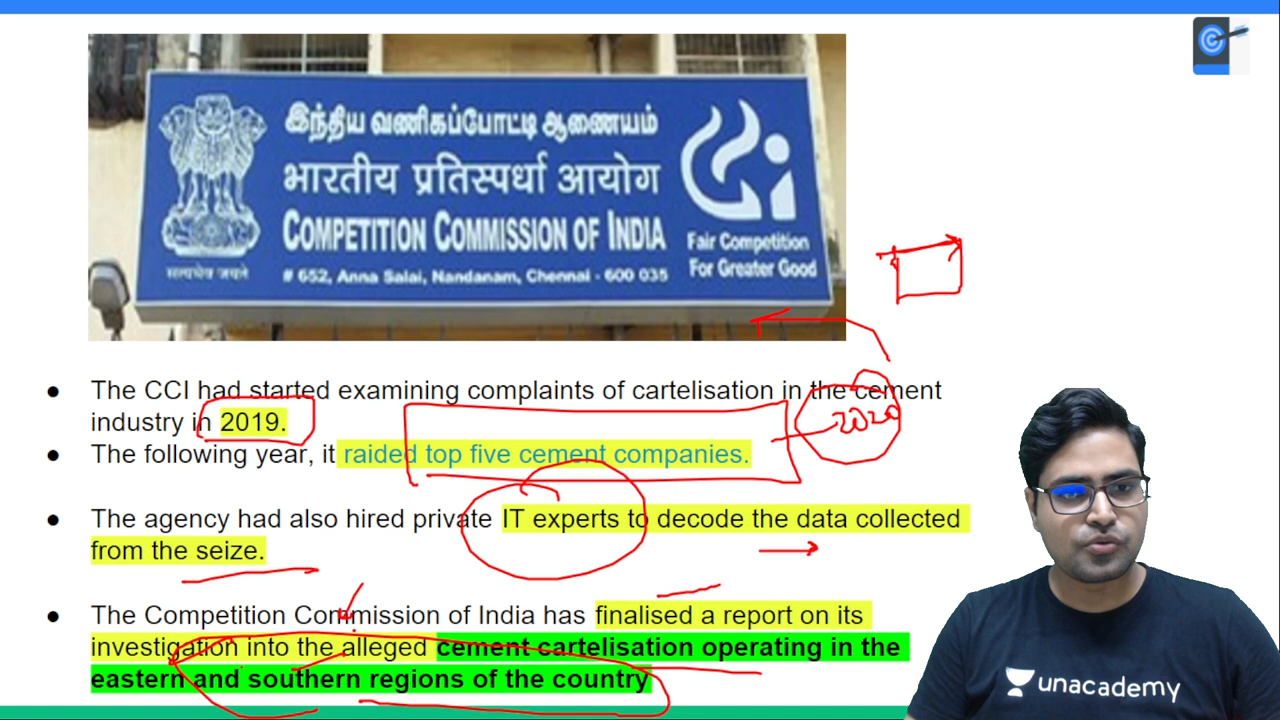 இந்திய வணிகப்போட்டி ஆணையம்
भारतीय प्रतिस्पर्धा आयोग
COMPETITION COMMISSION OF INDIA
सत्यमेव जयते
# 652, Anna Salai, Nandanam, Chennai - 600 035
Fair Competition
For Greater Good
● The CCI had started examining complaints of cartelisation in the cement
industry in 2019.
2020
● The following year, it raided top five cement companies.
● The agency had also hired private IT experts to decode the data collected
from the seize.
● The Competition Commission of India has finalised a report on its
investigation into the alleged cement cartelisation operating in the
eastern and southern regions of the country
unacademy